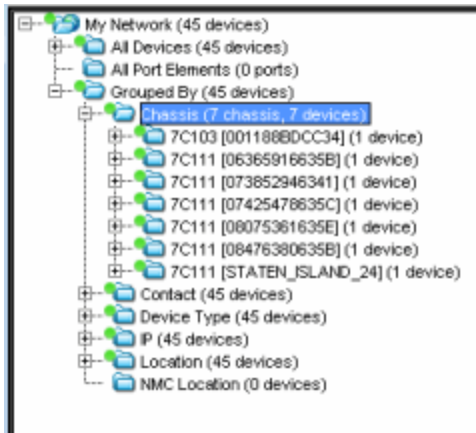 My Network (45 devices)
All Devices (45 devices)
All Port Elements (0 ports)
Grouped By (45 devices)
Chassis (7 chassis, 7 devices)
7C103 [001188BDCC34] (1 device)
7C111 [06365916635B] (1 device)
7C111 [073852946341] (1 device)
7C111 [07425478635C] (1 device)
7C111 [08075361635E] (1 device)
7C111 [08476380635B] (1 device)
7C111 [STATEN_ISLAND_24] (1 device)
Contact (45 devices)
Device Type (45 devices)
IP (45 devices)
Location (45 devices)
NMC Location (0 devices)